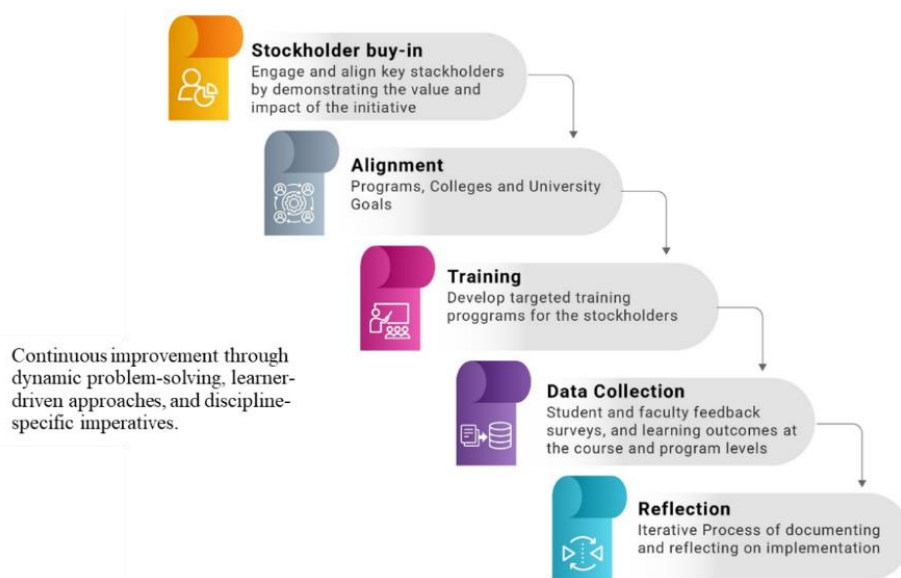 Stockholder buy-in
Engage and align key stackholders
by demonstrating the value and
impact of the initiative
Alignment
Programs, Colleges and University
Goals
Training
Develop targeted training
proggrams for the stockholders
Continuous improvement through
dynamic problem-solving, learner-
driven approaches, and discipline-
specific imperatives.
Data Collection
Student and faculty feedback
surveys, and learning outcomes at
the course and program levels
Reflection
Iterative Process of documenting
and reflecting on implementation